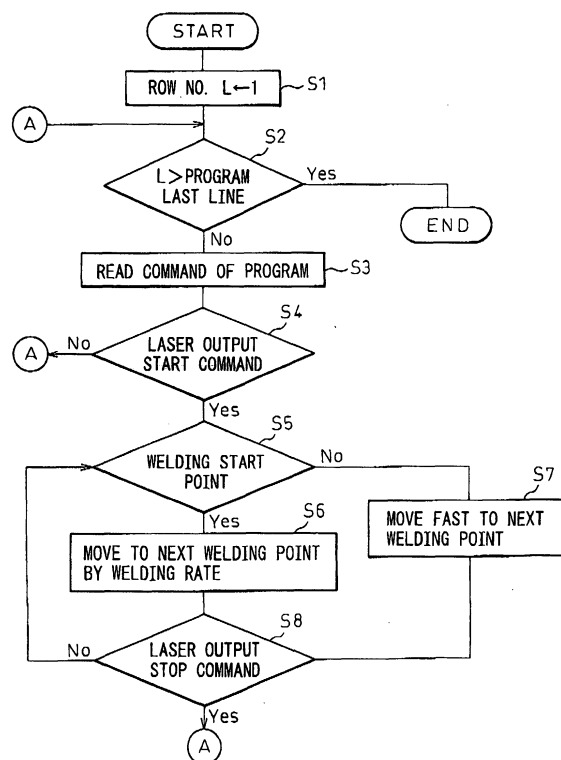 START
ROW NO. L←1
S1
A
S2
L>PROGRAM
LAST LINE
Yes
END
No
READ COMMAND OF PROGRAM
S3
S4
LASER OUTPUT
START COMMAND
No
A
Yes
S5
WELDING START
POINT
No
Yes
S6
MOVE TO NEXT WELDING POINT
BY WELDING RATE
S7
MOVE FAST TO NEXT
WELDING POINT
S8
LASER OUTPUT
STOP COMMAND
No
Yes
A